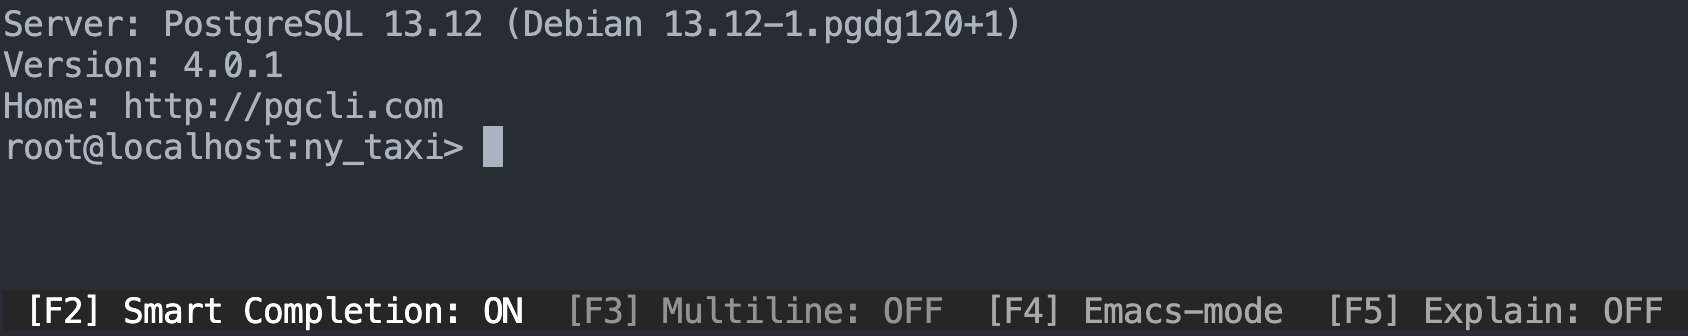 Server: PostgreSQL 13.12 (Debian 13.12-1.pgdg120+1)
Version: 4.0.1
Home: http://pgcli.com
root@localhost:ny_taxi>
[F2] Smart Completion: ON  [F3] Multiline: OFF  [F4] Emacs-mode  [F5] Explain: OFF